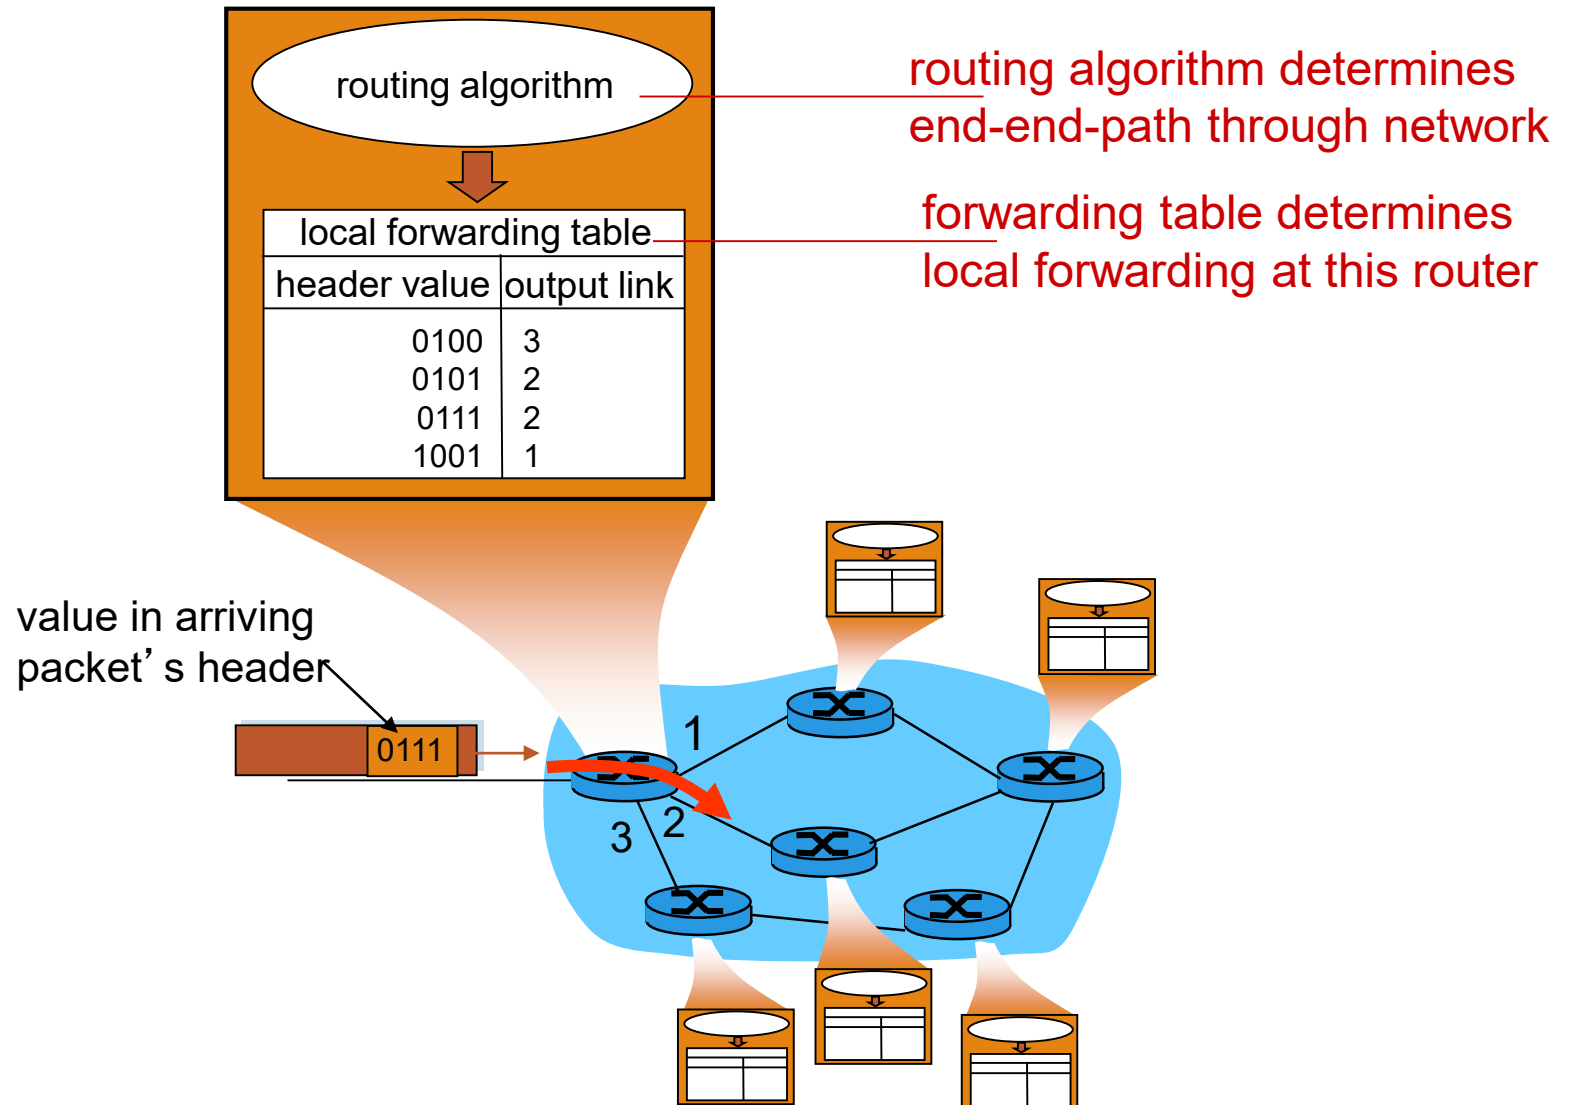 routing algorithm
routing algorithm determines
end-end-path through network
local forwarding table
forwarding table determines
local forwarding at this router
header value output link
0100 3
0101 2
0111 2
1001 1
value in arriving
packet’ s header
0111
1
2
3